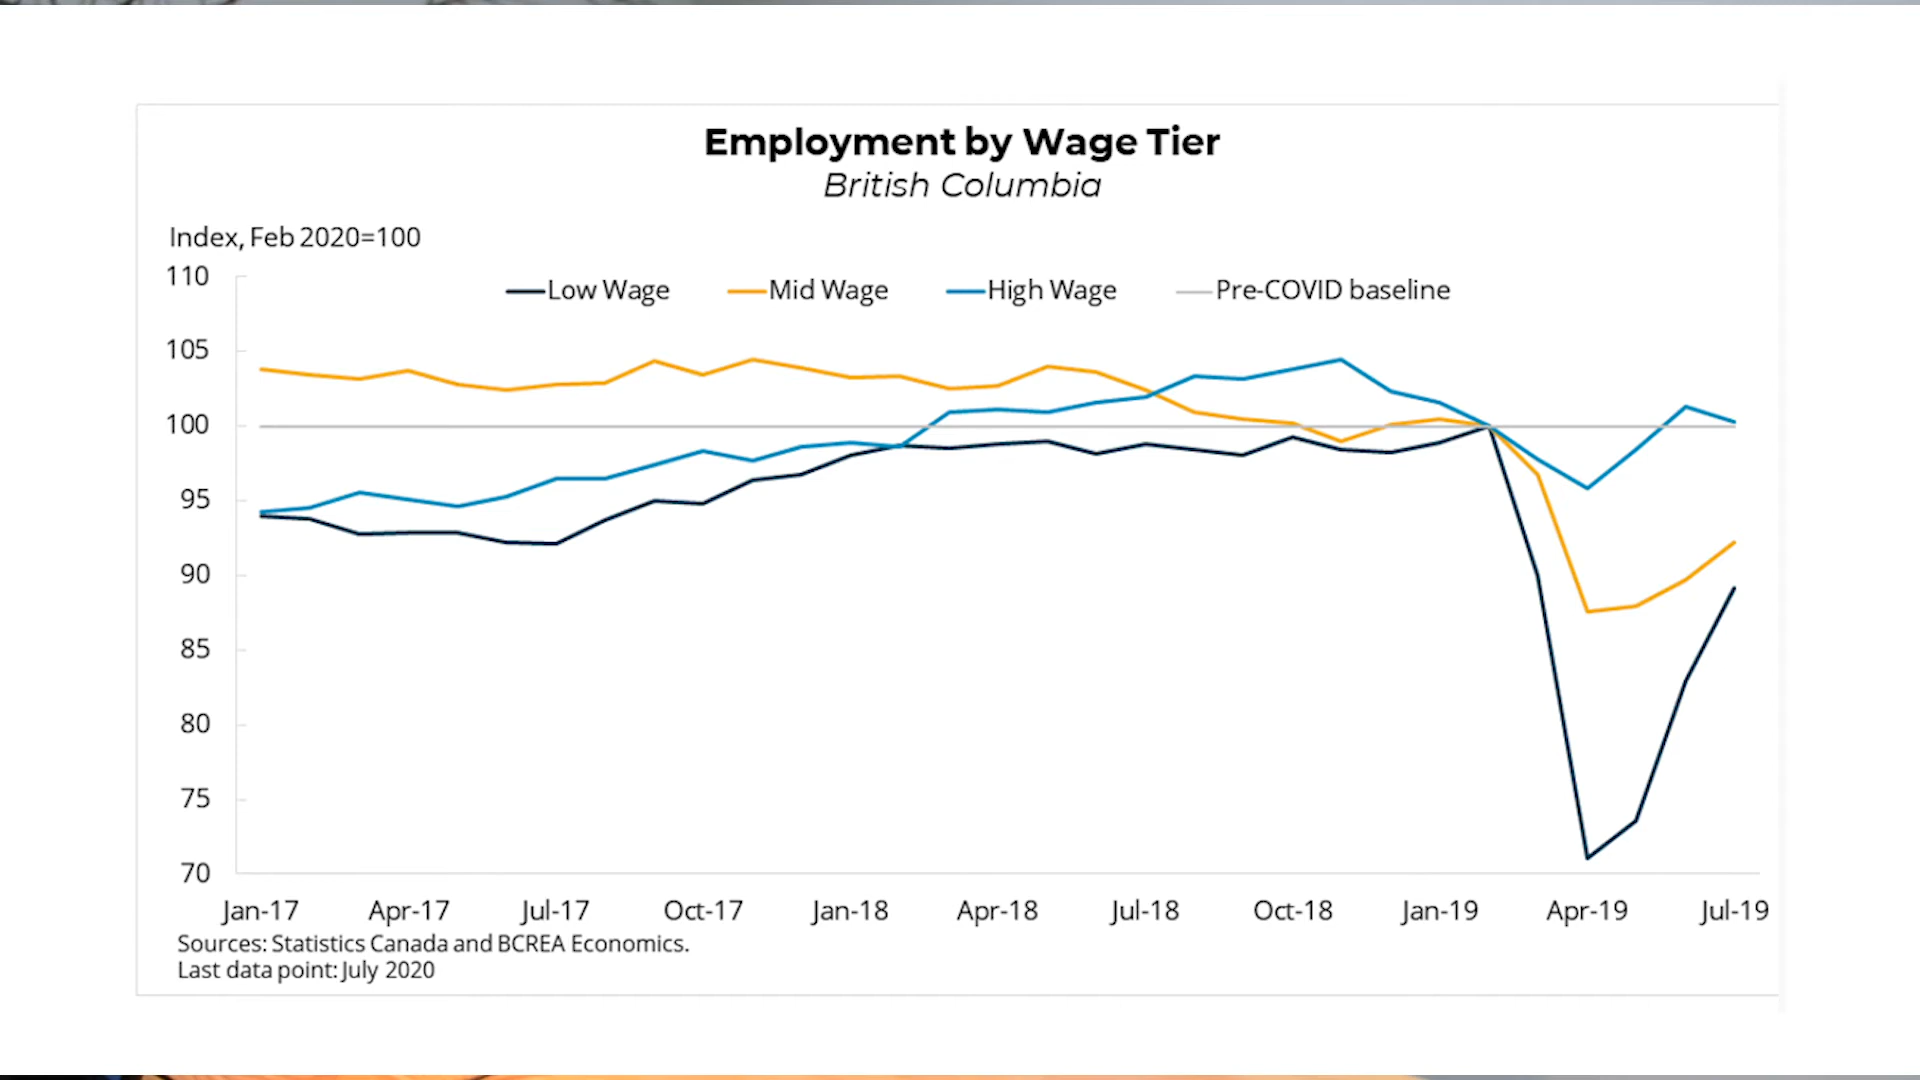 Employment by Wage Tier
British Columbia
Index, Feb 2020=100
Low Wage Mid Wage High Wage Pre-COVID baseline
110
105
100
95
90
85
80
75
70
Jan-17 Apr-17 Jul-17 Oct-17 Jan-18 Apr-18 Jul-18 Oct-18 Jan-19 Apr-19 Jul-19
Sources: Statistics Canada and BCREA Economics.
Last data point: July 2020